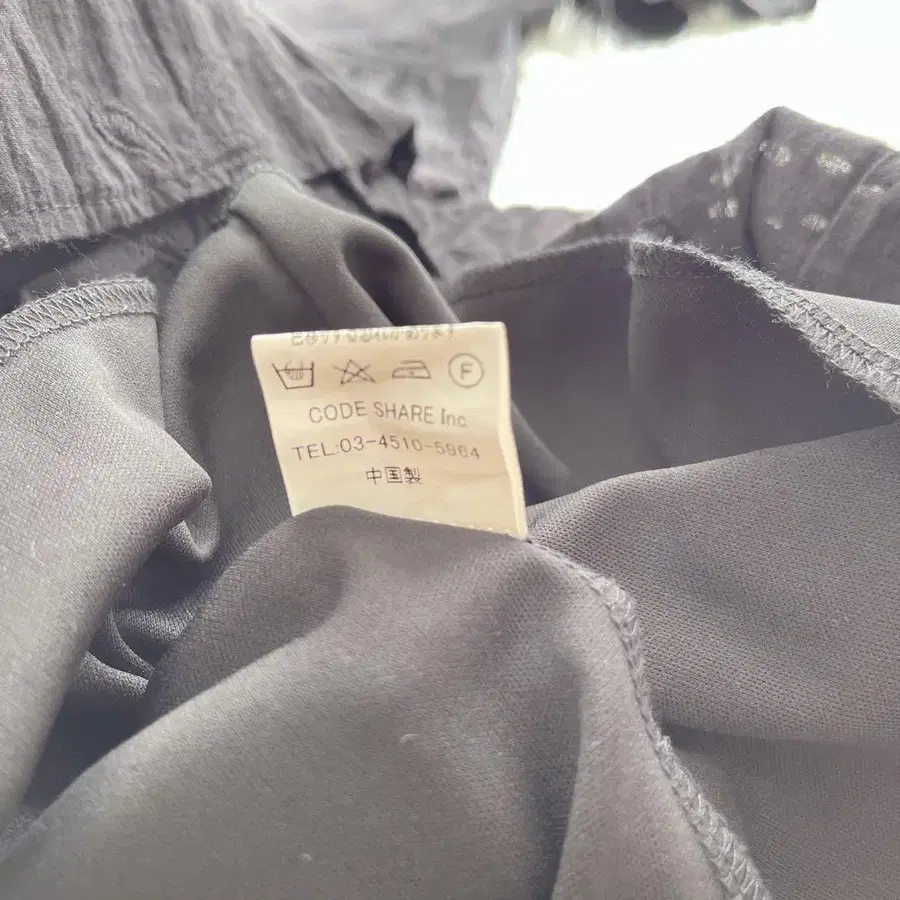 F
CODE SHARE Inc
TEL:03-4510-5964
中国製